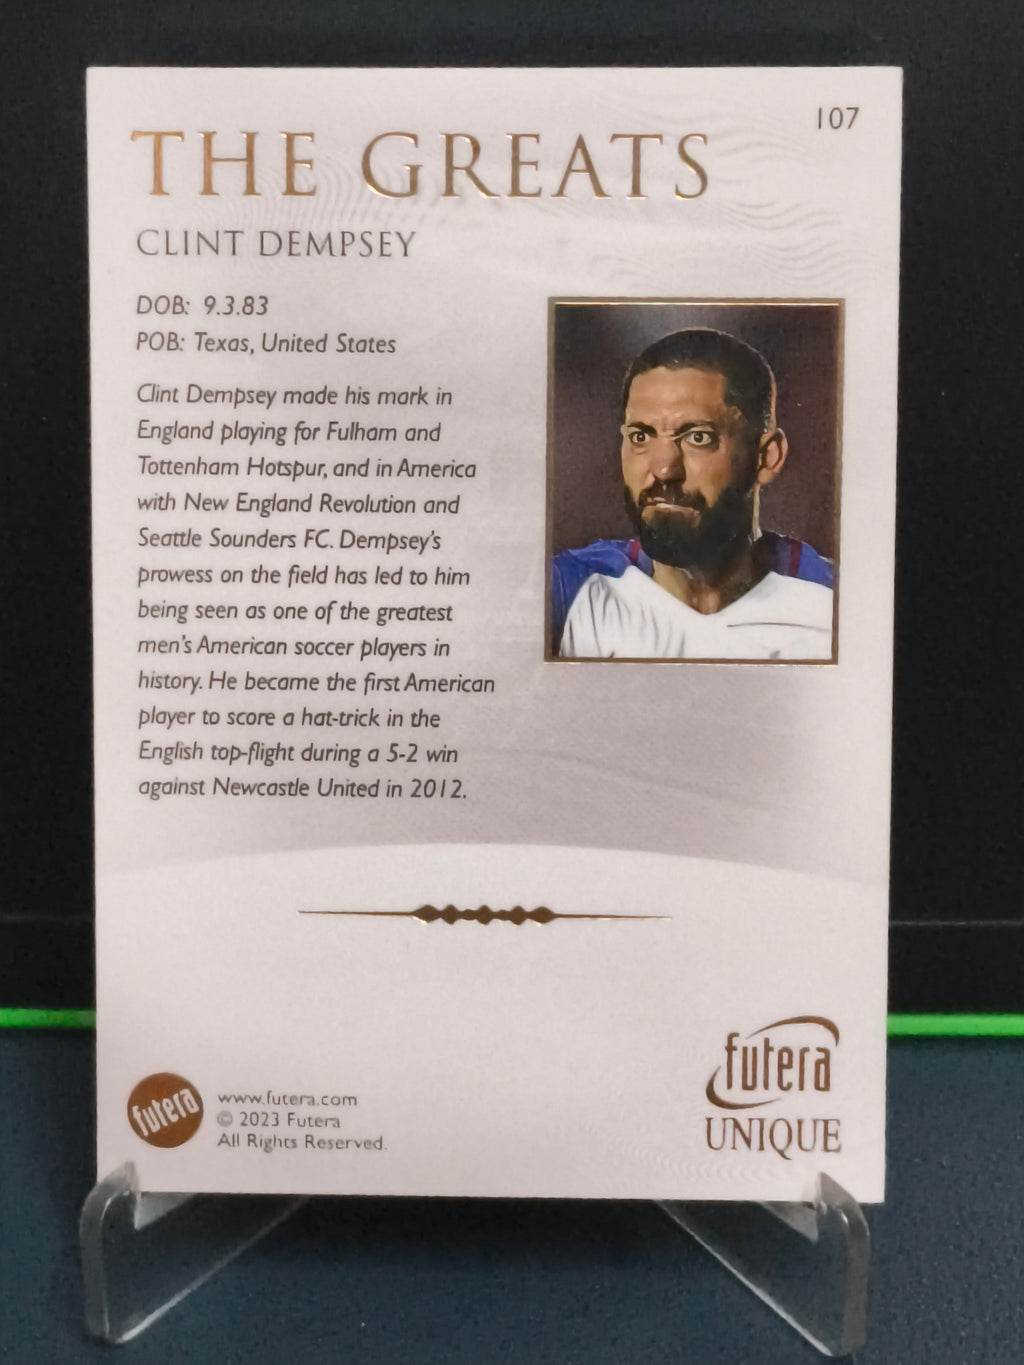 107
THE GREATS
CLINT DEMPSEY
DOB: 9.3.83
POB: Texas, United States
Clint Dempsey made his mark in
England playing for Fulham and
Tottenham Hotspur, and in America
with New England Revolution and
Seattle Sounders FC. Dempsey's
prowess on the field has led to him
being seen as one of the greatest
men's American soccer players in
history. He became the first American
player to score a hat-trick in the
English top-flight during a 5-2 win
against Newcastle United in 2012.
futera
www.futera.com
© 2023 Futera
All Rights Reserved.
futera
UNIQUE